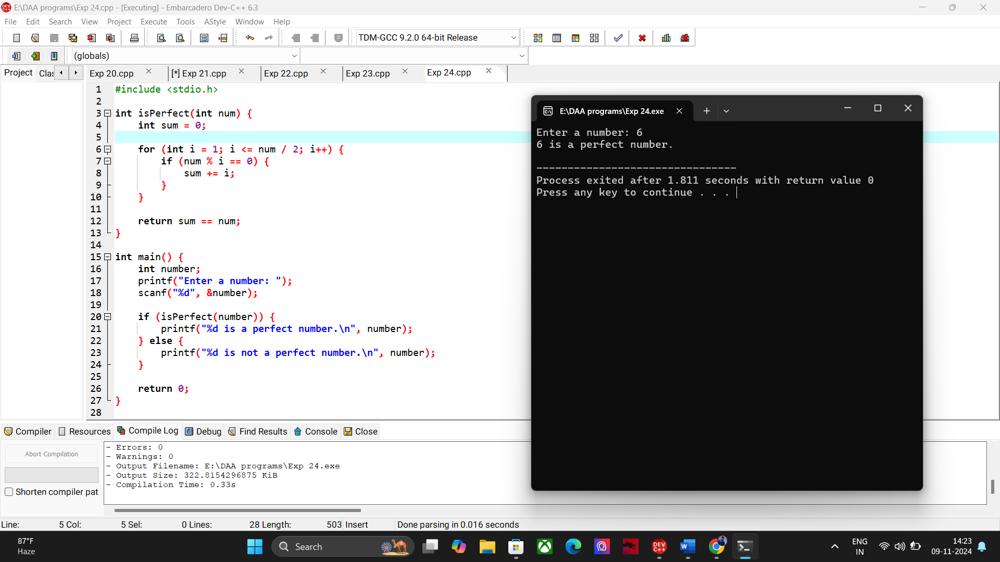 E:\DAA programs\Exp 24.cpp - [Executing] - Embarcadero Dev-C++ 6.3
File Edit Search View Project Execute Tools AStyle Window Help
TDM-GCC 9.2.0 64-bit Release
(globals)
Project Clas Exp 20.cpp [*] Exp 21.cpp Exp 22.cpp Exp 23.cpp Exp 24.cpp
1 #include <stdio.h>
2
3 int isPerfect(int num) {
4 int sum = 0;
5
6 for (int i = 1; i <= num / 2; i++) {
7 if (num % i == 0) {
8 sum += i;
9 }
10 }
11
12 return sum == num;
13 }
14
15 int main() {
16 int number;
17 printf("Enter a number: ");
18 scanf("%d", &number);
19
20 if (isPerfect(number)) {
21 printf("%d is a perfect number.\n", number);
22 } else {
23 printf("%d is not a perfect number.\n", number);
24 }
25
26 return 0;
27 }
28
E:\DAA programs\Exp 24.exe
Enter a number: 6
6 is a perfect number.
--------------------------------
Process exited after 1.811 seconds with return value 0
Press any key to continue . . .
Compiler Resources Compile Log Debug Find Results Console Close
Abort Compilation
Shorten compiler pat
- Errors: 0
- Warnings: 0
- Output Filename: E:\DAA programs\Exp 24.exe
- Output Size: 322.8154296875 KiB
- Compilation Time: 0.33s
Line: 5 Col: 5 Sel: 0 Lines: 28 Length: 503 Insert Done parsing in 0.016 seconds
87°F
Haze
Search
DEV
C++
W
ENG
IN
14:23
09-11-2024